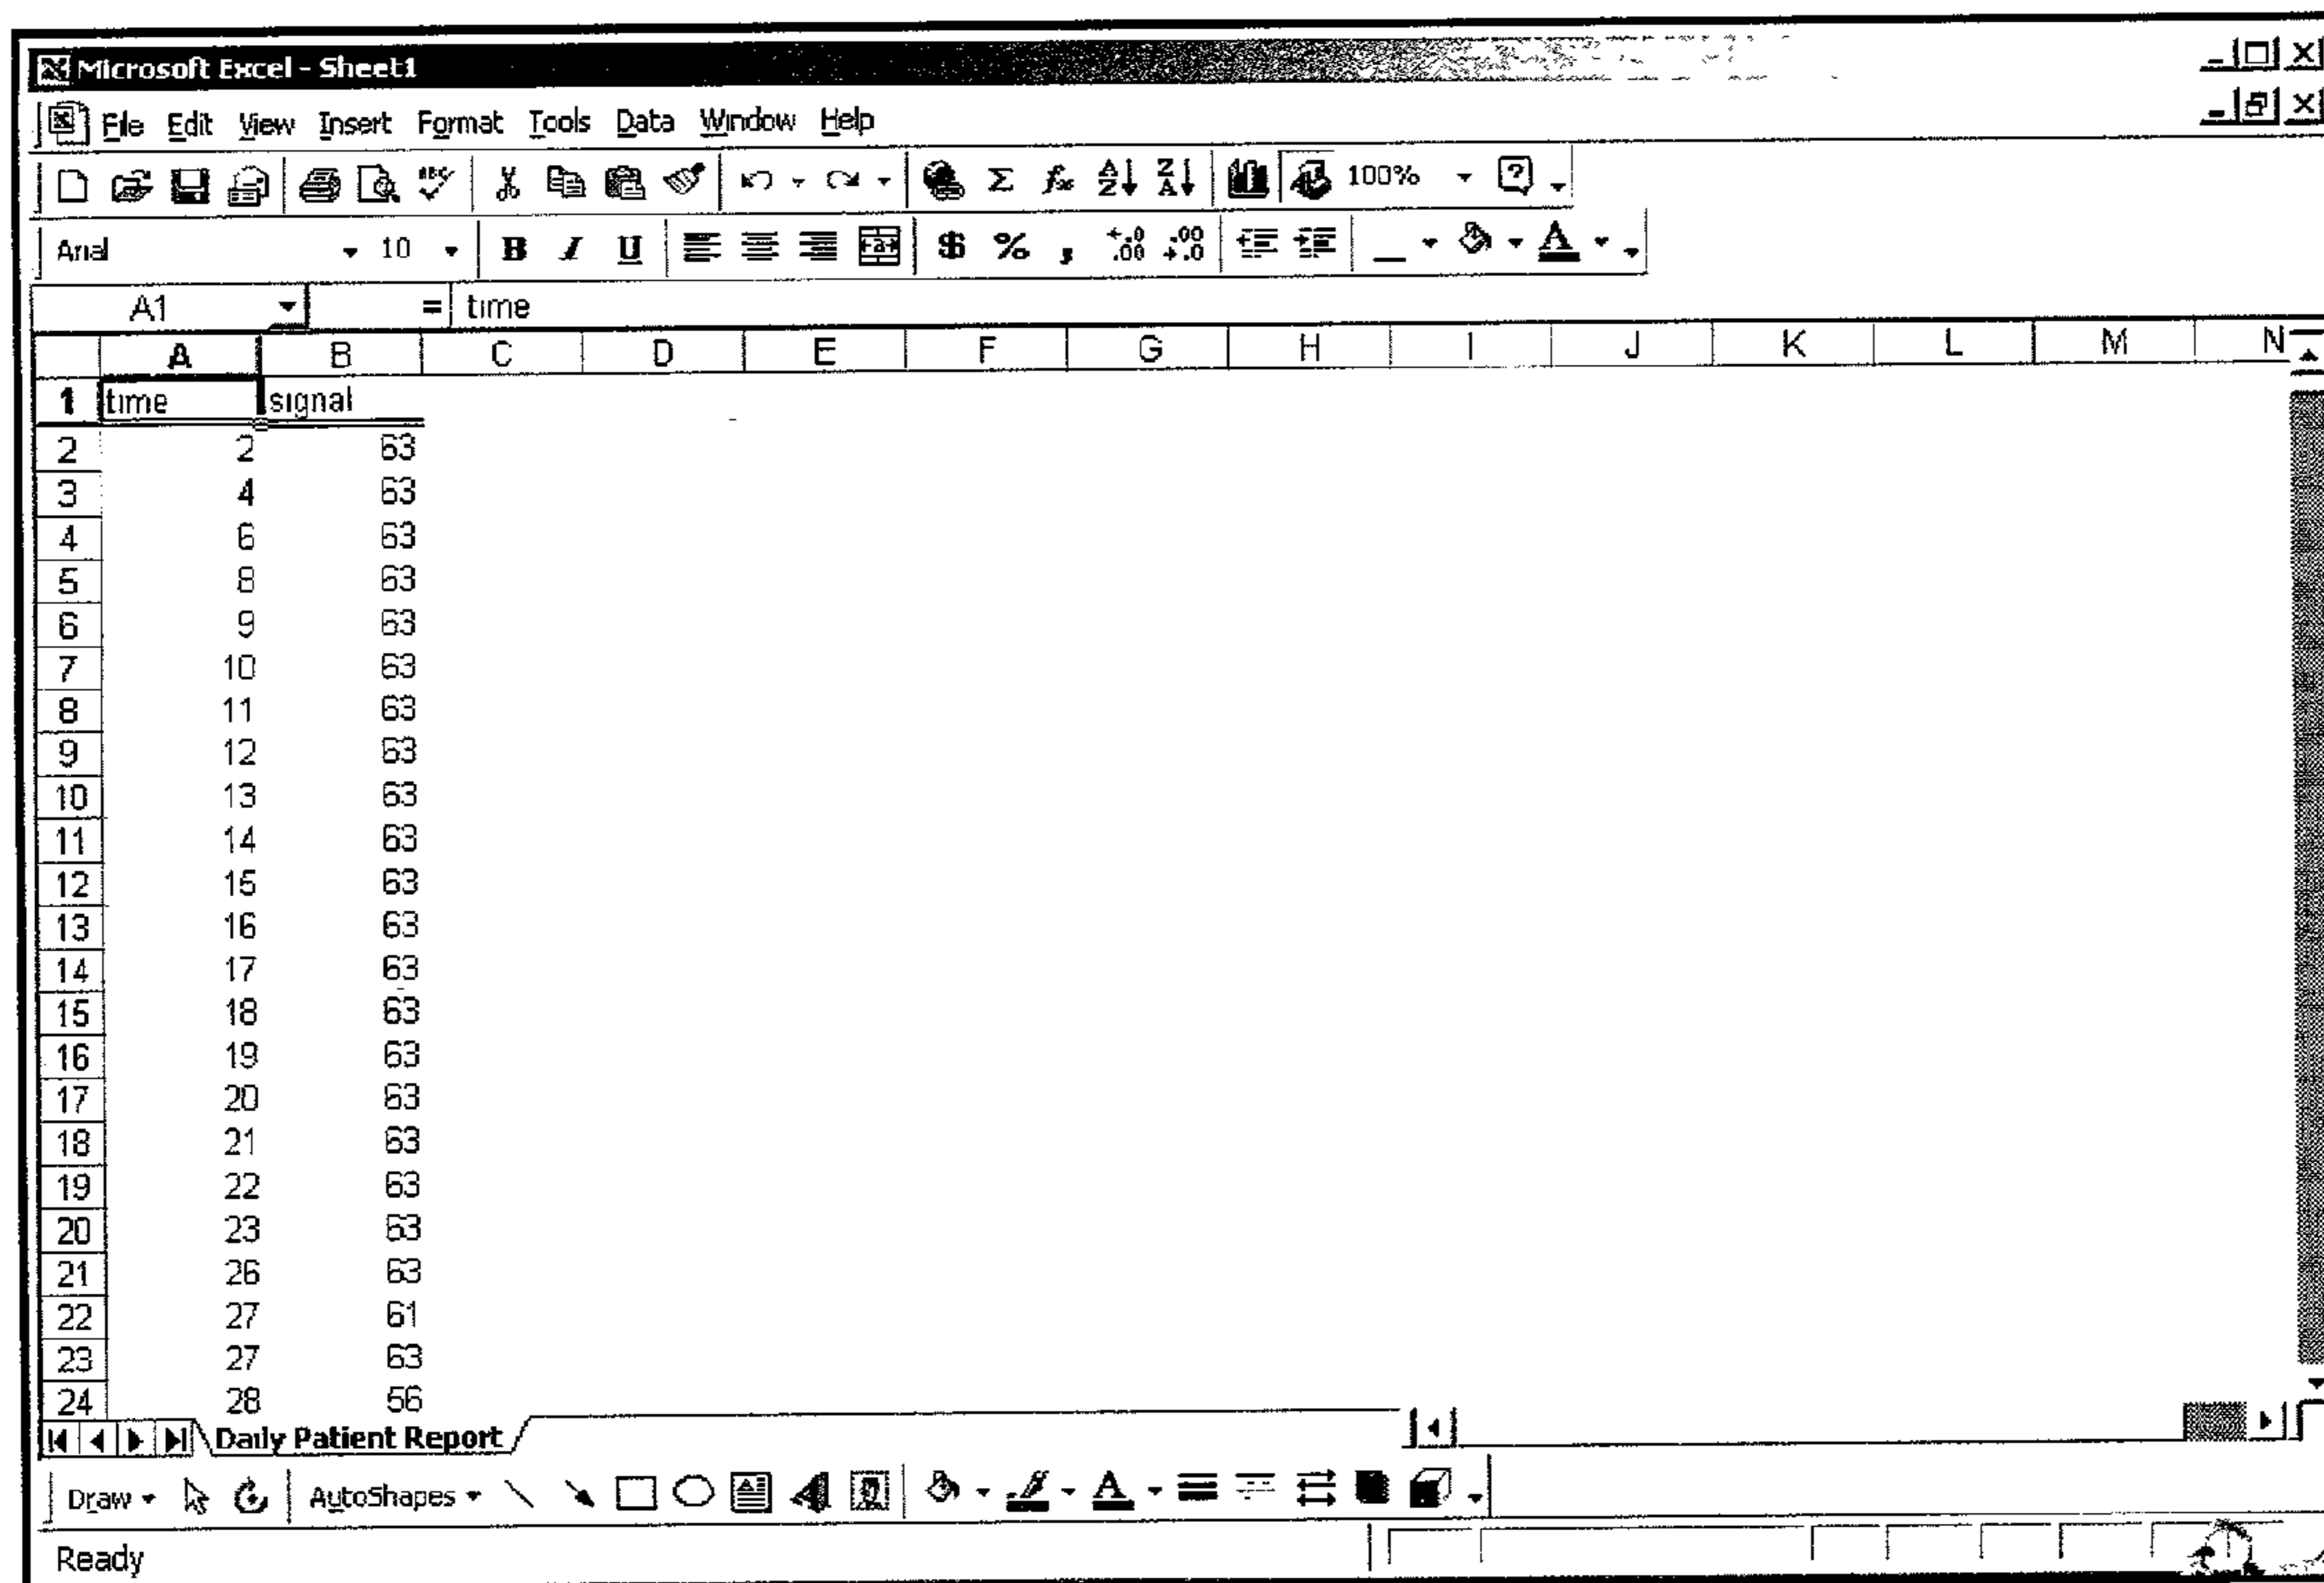 Microsoft Excel - Sheet1
File Edit View Insert Format Tools Data Window Help
100%
Arial 10 B I U $ % , .00 .00
A1 = time
A B C D E F G H I J K L M N
1 time signal
2 2 63
3 4 63
4 6 63
5 8 63
6 9 63
7 10 63
8 11 63
9 12 63
10 13 63
11 14 63
12 15 63
13 16 63
14 17 63
15 18 63
16 19 63
17 20 63
18 21 63
19 22 63
20 23 63
21 26 63
22 27 61
23 27 63
24 28 56
Daily Patient Report
Draw AutoShapes
Ready